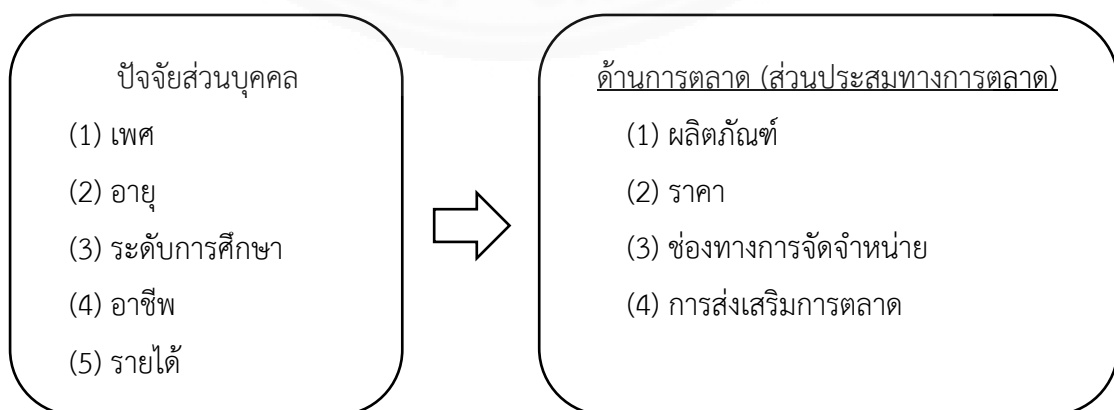 ปัจจัยส่วนบุคคล
(1) เพศ
(2) อายุ
(3) ระดับการศึกษา
(4) อาชีพ
(5) รายได้
ด้านการตลาด (ส่วนประสมทางการตลาด)
(1) ผลิตภัณฑ์
(2) ราคา
(3) ช่องทางการจัดจำหน่าย
(4) การส่งเสริมการตลาด